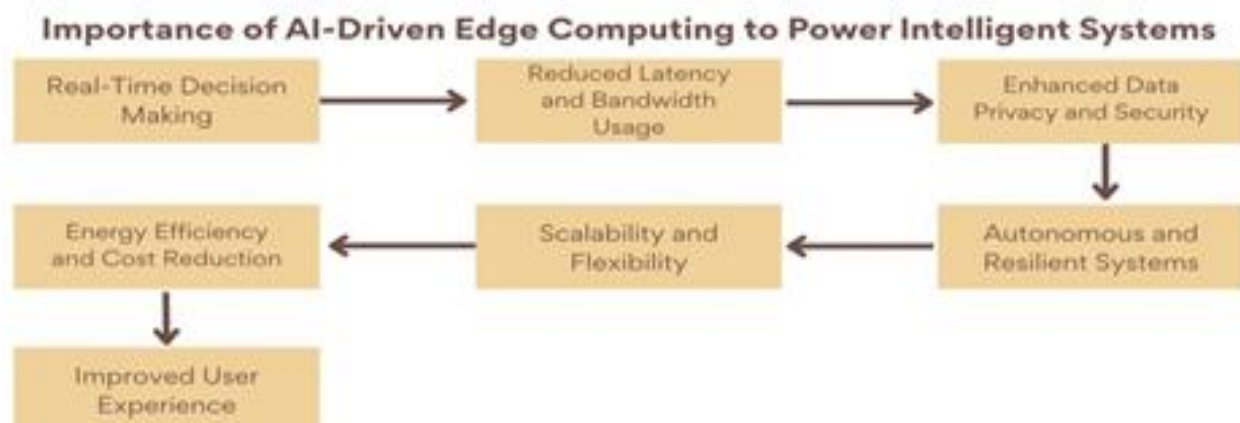 Importance of AI-Driven Edge Computing to Power Intelligent Systems
Real-Time Decision
Making
Reduced Latency
and Bandwidth
Usage
Enhanced Data
Privacy and Security
Autonomous and
Resilient Systems
Scalability and
Flexibility
Energy Efficiency
and Cost Reduction
Improved User
Experience